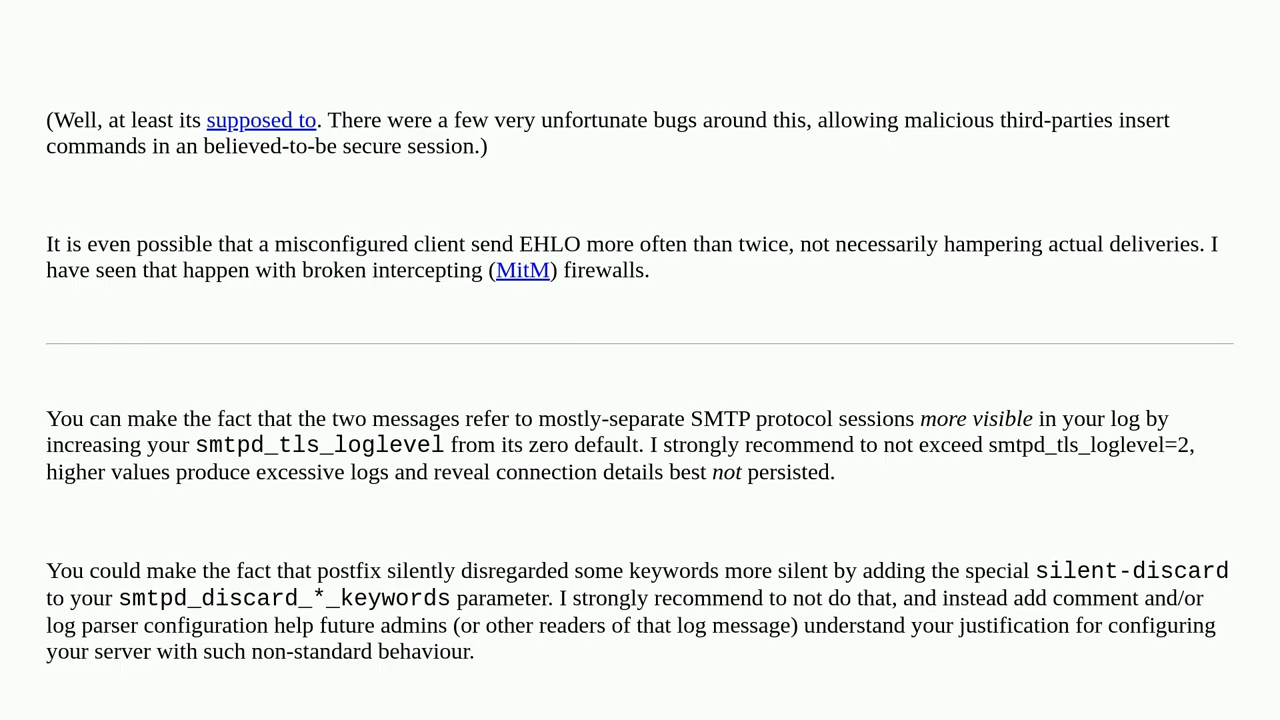 (Well, at least its supposed to. There were a few very unfortunate bugs around this, allowing malicious third-parties insert
commands in an believed-to-be secure session.)
It is even possible that a misconfigured client send EHLO more often than twice, not necessarily hampering actual deliveries. I
have seen that happen with broken intercepting (MitM) firewalls.
You can make the fact that the two messages refer to mostly-separate SMTP protocol sessions more visible in your log by
increasing your smtpd_tls_loglevel from its zero default. I strongly recommend to not exceed smtpd_tls_loglevel=2,
higher values produce excessive logs and reveal connection details best not persisted.
You could make the fact that postfix silently disregarded some keywords more silent by adding the special silent-discard
to your smtpd_discard_*_keywords parameter. I strongly recommend to not do that, and instead add comment and/or
log parser configuration help future admins (or other readers of that log message) understand your justification for configuring
your server with such non-standard behaviour.